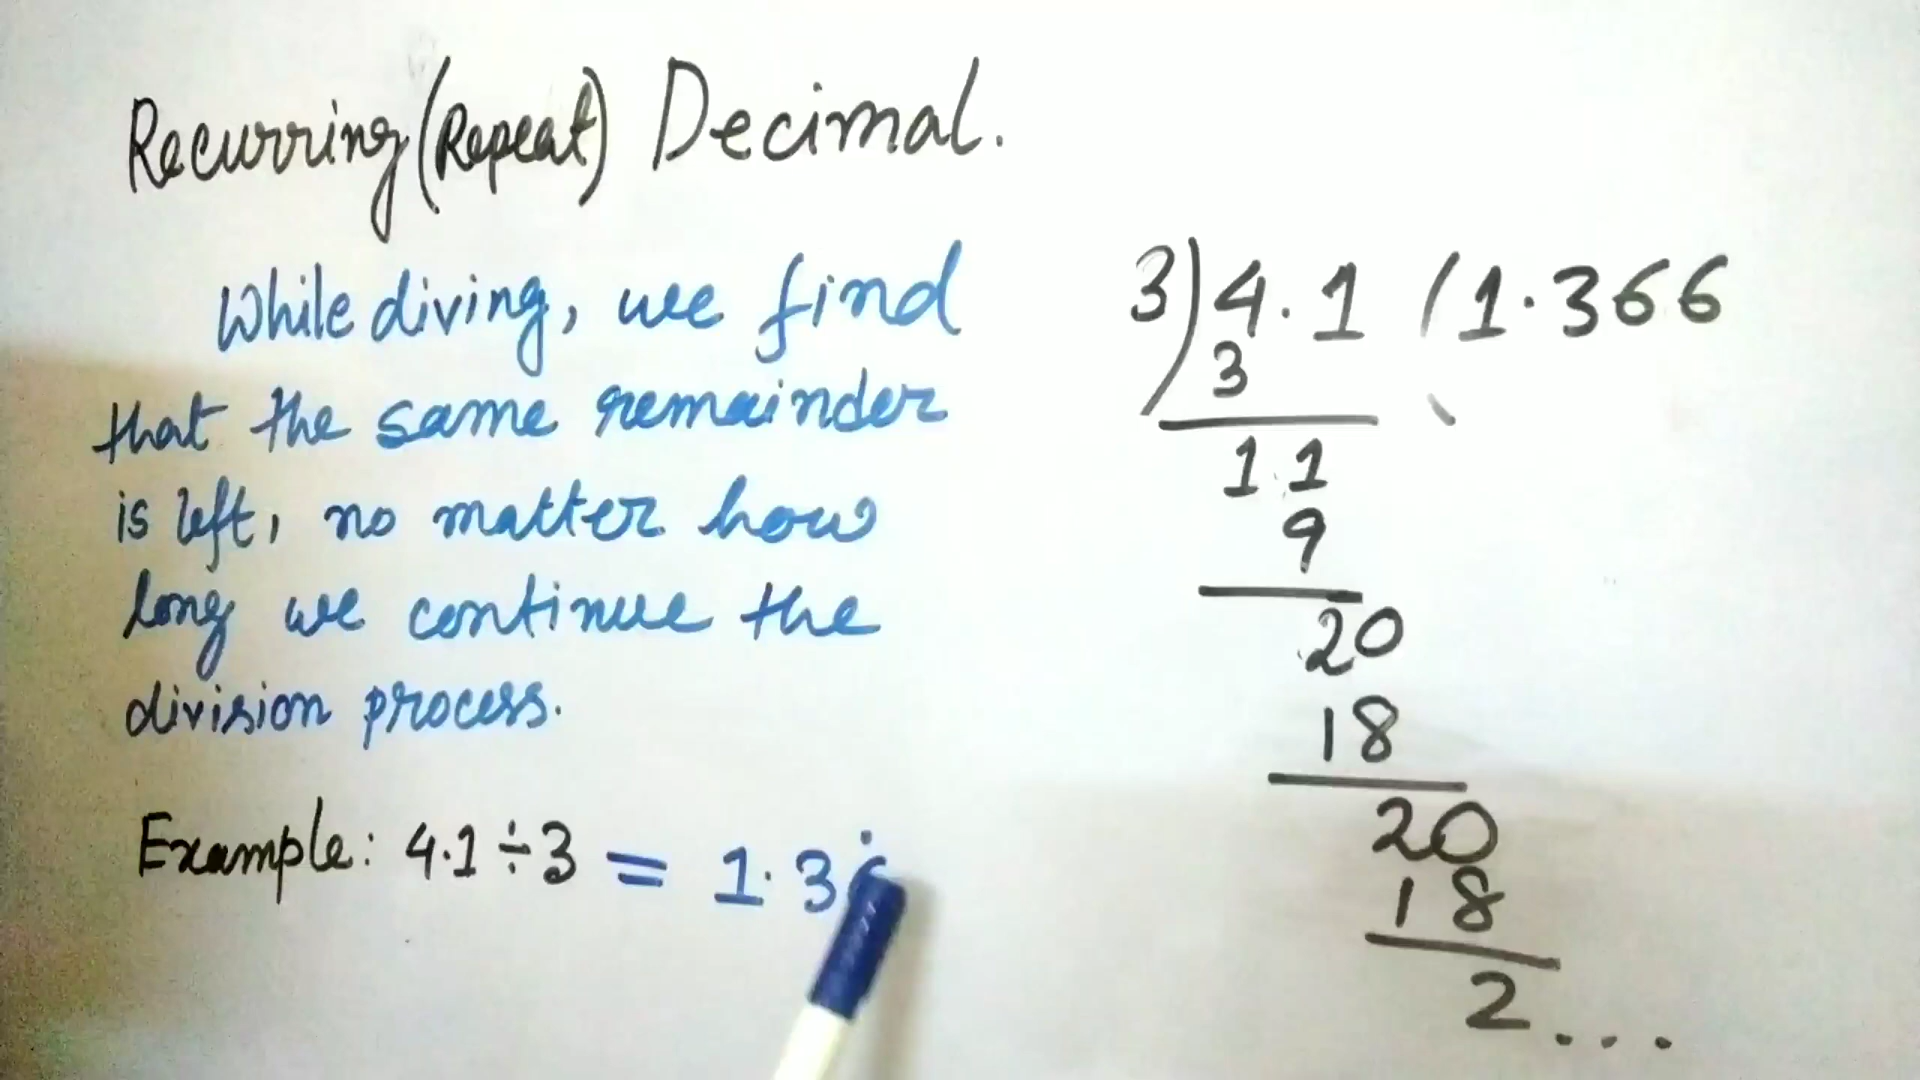 Recurring (Repeat) Decimal.
While diving, we find
that the same remainder
is left, no matter how
long we continue the
division process.
Example: 4.1 ÷ 3 = 1.3
3) 4.1 ( 1.366
3
1.1
9
20
18
20
18
2...